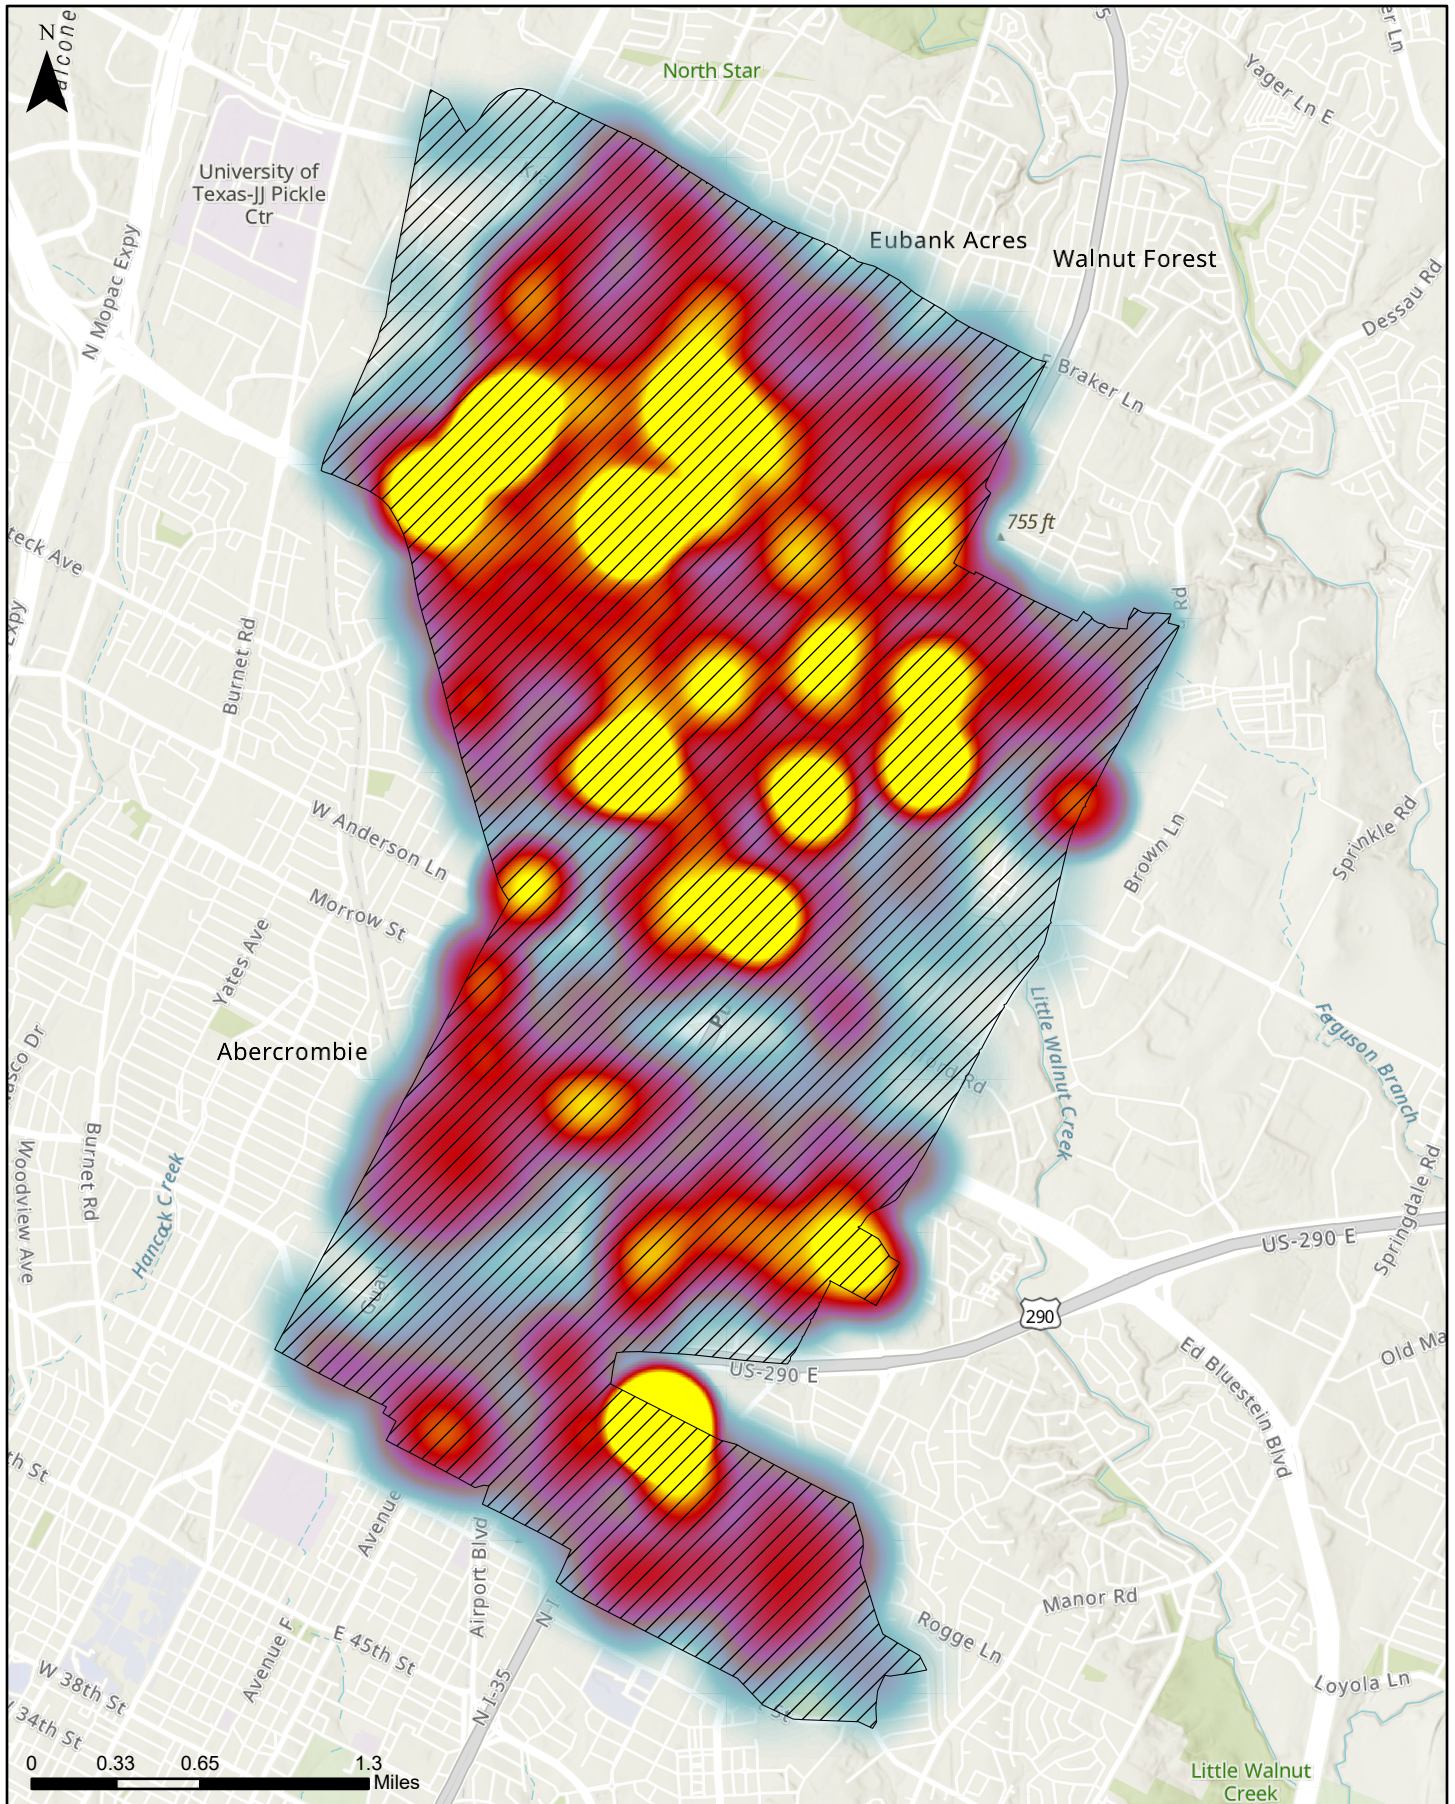 N
North Star
Yager Ln E
University of
Texas-JJ Pickle
Ctr
Eubank Acres
Walnut Forest
N Mopac Expy
Dessau Rd
E Braker Ln
755 ft
Expy
Rd
Burnet Rd
W Anderson Ln
Brown Ln
Sprinkle Rd
Morrow St
Yates Ave
Little Walnut Creek
Ferguson Branch
Abercrombie
Burnet Rd
Woodview Ave
Hancock Creek
Springdale Rd
US-290 E
290
Ed Bluestein Blvd
US-290 E
Avenue
Airport Blvd
Manor Rd
Rogge Ln
Avenue F
E 45th St
W 38th St
34th St
N-I-35
Loyola Ln
0 0.33 0.65 1.3
Miles
Little Walnut
Creek